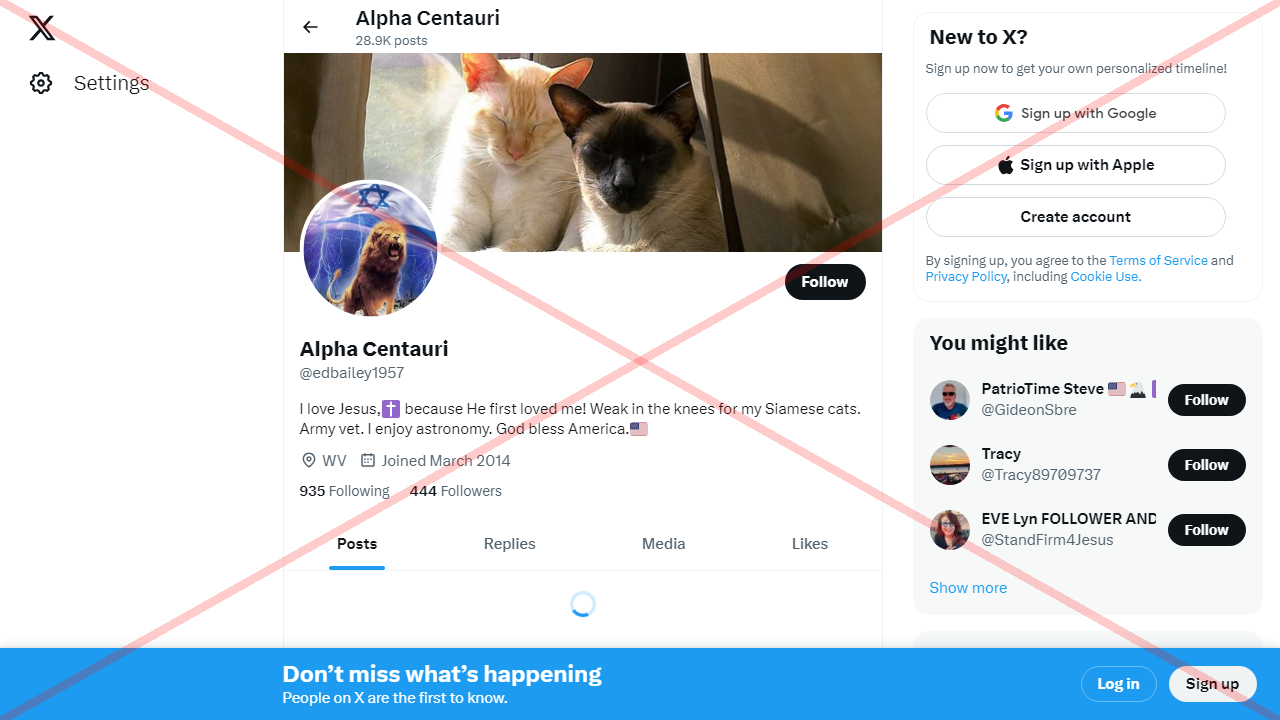 Settings
Alpha Centauri
28.9K posts
Follow
Alpha Centauri
@edbailey1957
I love Jesus,✝️ because He first loved me! Weak in the knees for my Siamese cats.
Army vet. I enjoy astronomy. God bless America.🇺🇸
WV Joined March 2014
935 Following 444 Followers
Posts Replies Media Likes
New to X?
Sign up now to get your own personalized timeline!
Sign up with Google
Sign up with Apple
Create account
By signing up, you agree to the Terms of Service and
Privacy Policy, including Cookie Use.
You might like
PatrioTime Steve 🇺🇸
@GideonSbre
Follow
Tracy
@Tracy89709737
Follow
EVE Lyn FOLLOWER AND
@StandFirm4Jesus
Follow
Show more
Don’t miss what’s happening
People on X are the first to know.
Log in
Sign up